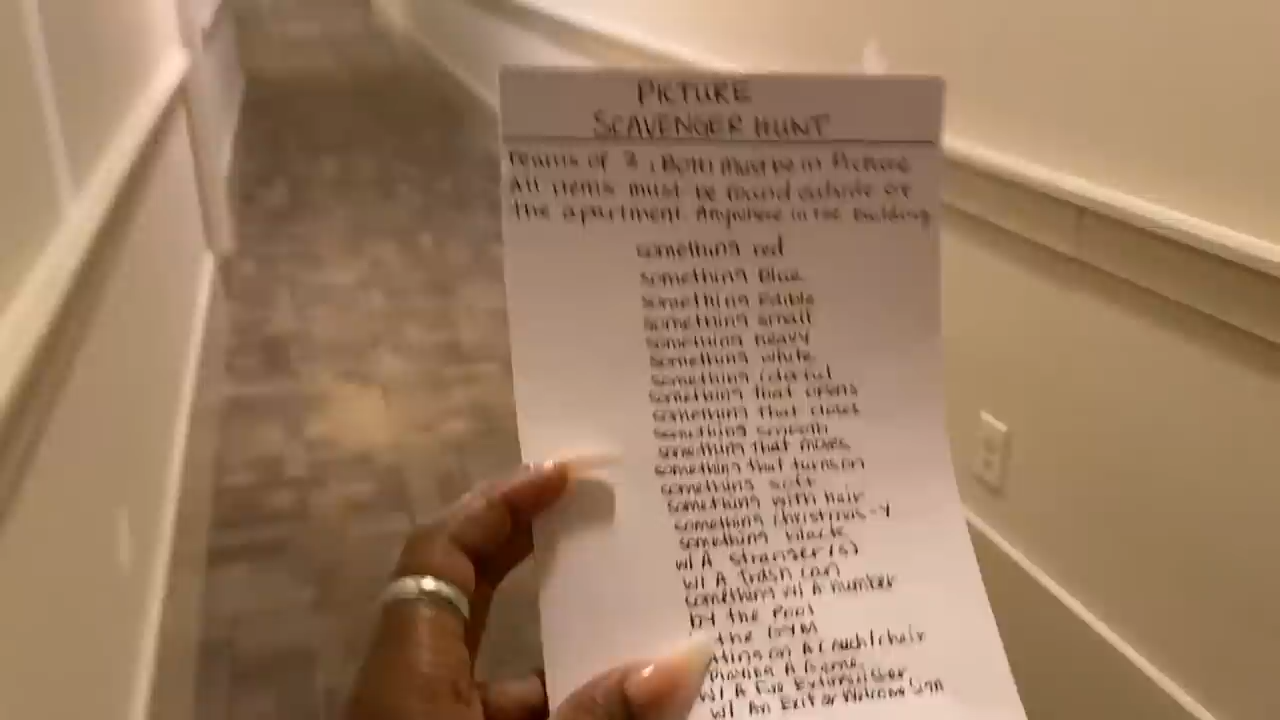 PICTURE
SCAVENGER HUNT
Teams of 2, Both must be in Picture
All items must be found outside of
the apartment. Anywhere in the Building
something red
something Blue
something Edible
something small
something heavy
something white
something colorful
something that opens
something that closes
something smooth
something that moves
something that turns on
something soft
something with hair
something christmas-y
something black
w/ A stranger(s)
w/ A Trash can
something w/ A number
by the Pool
the GYM
on A couch/chair
Playing A Game
w/ A Fire Extinguisher
w/ An Exit or Welcome sign